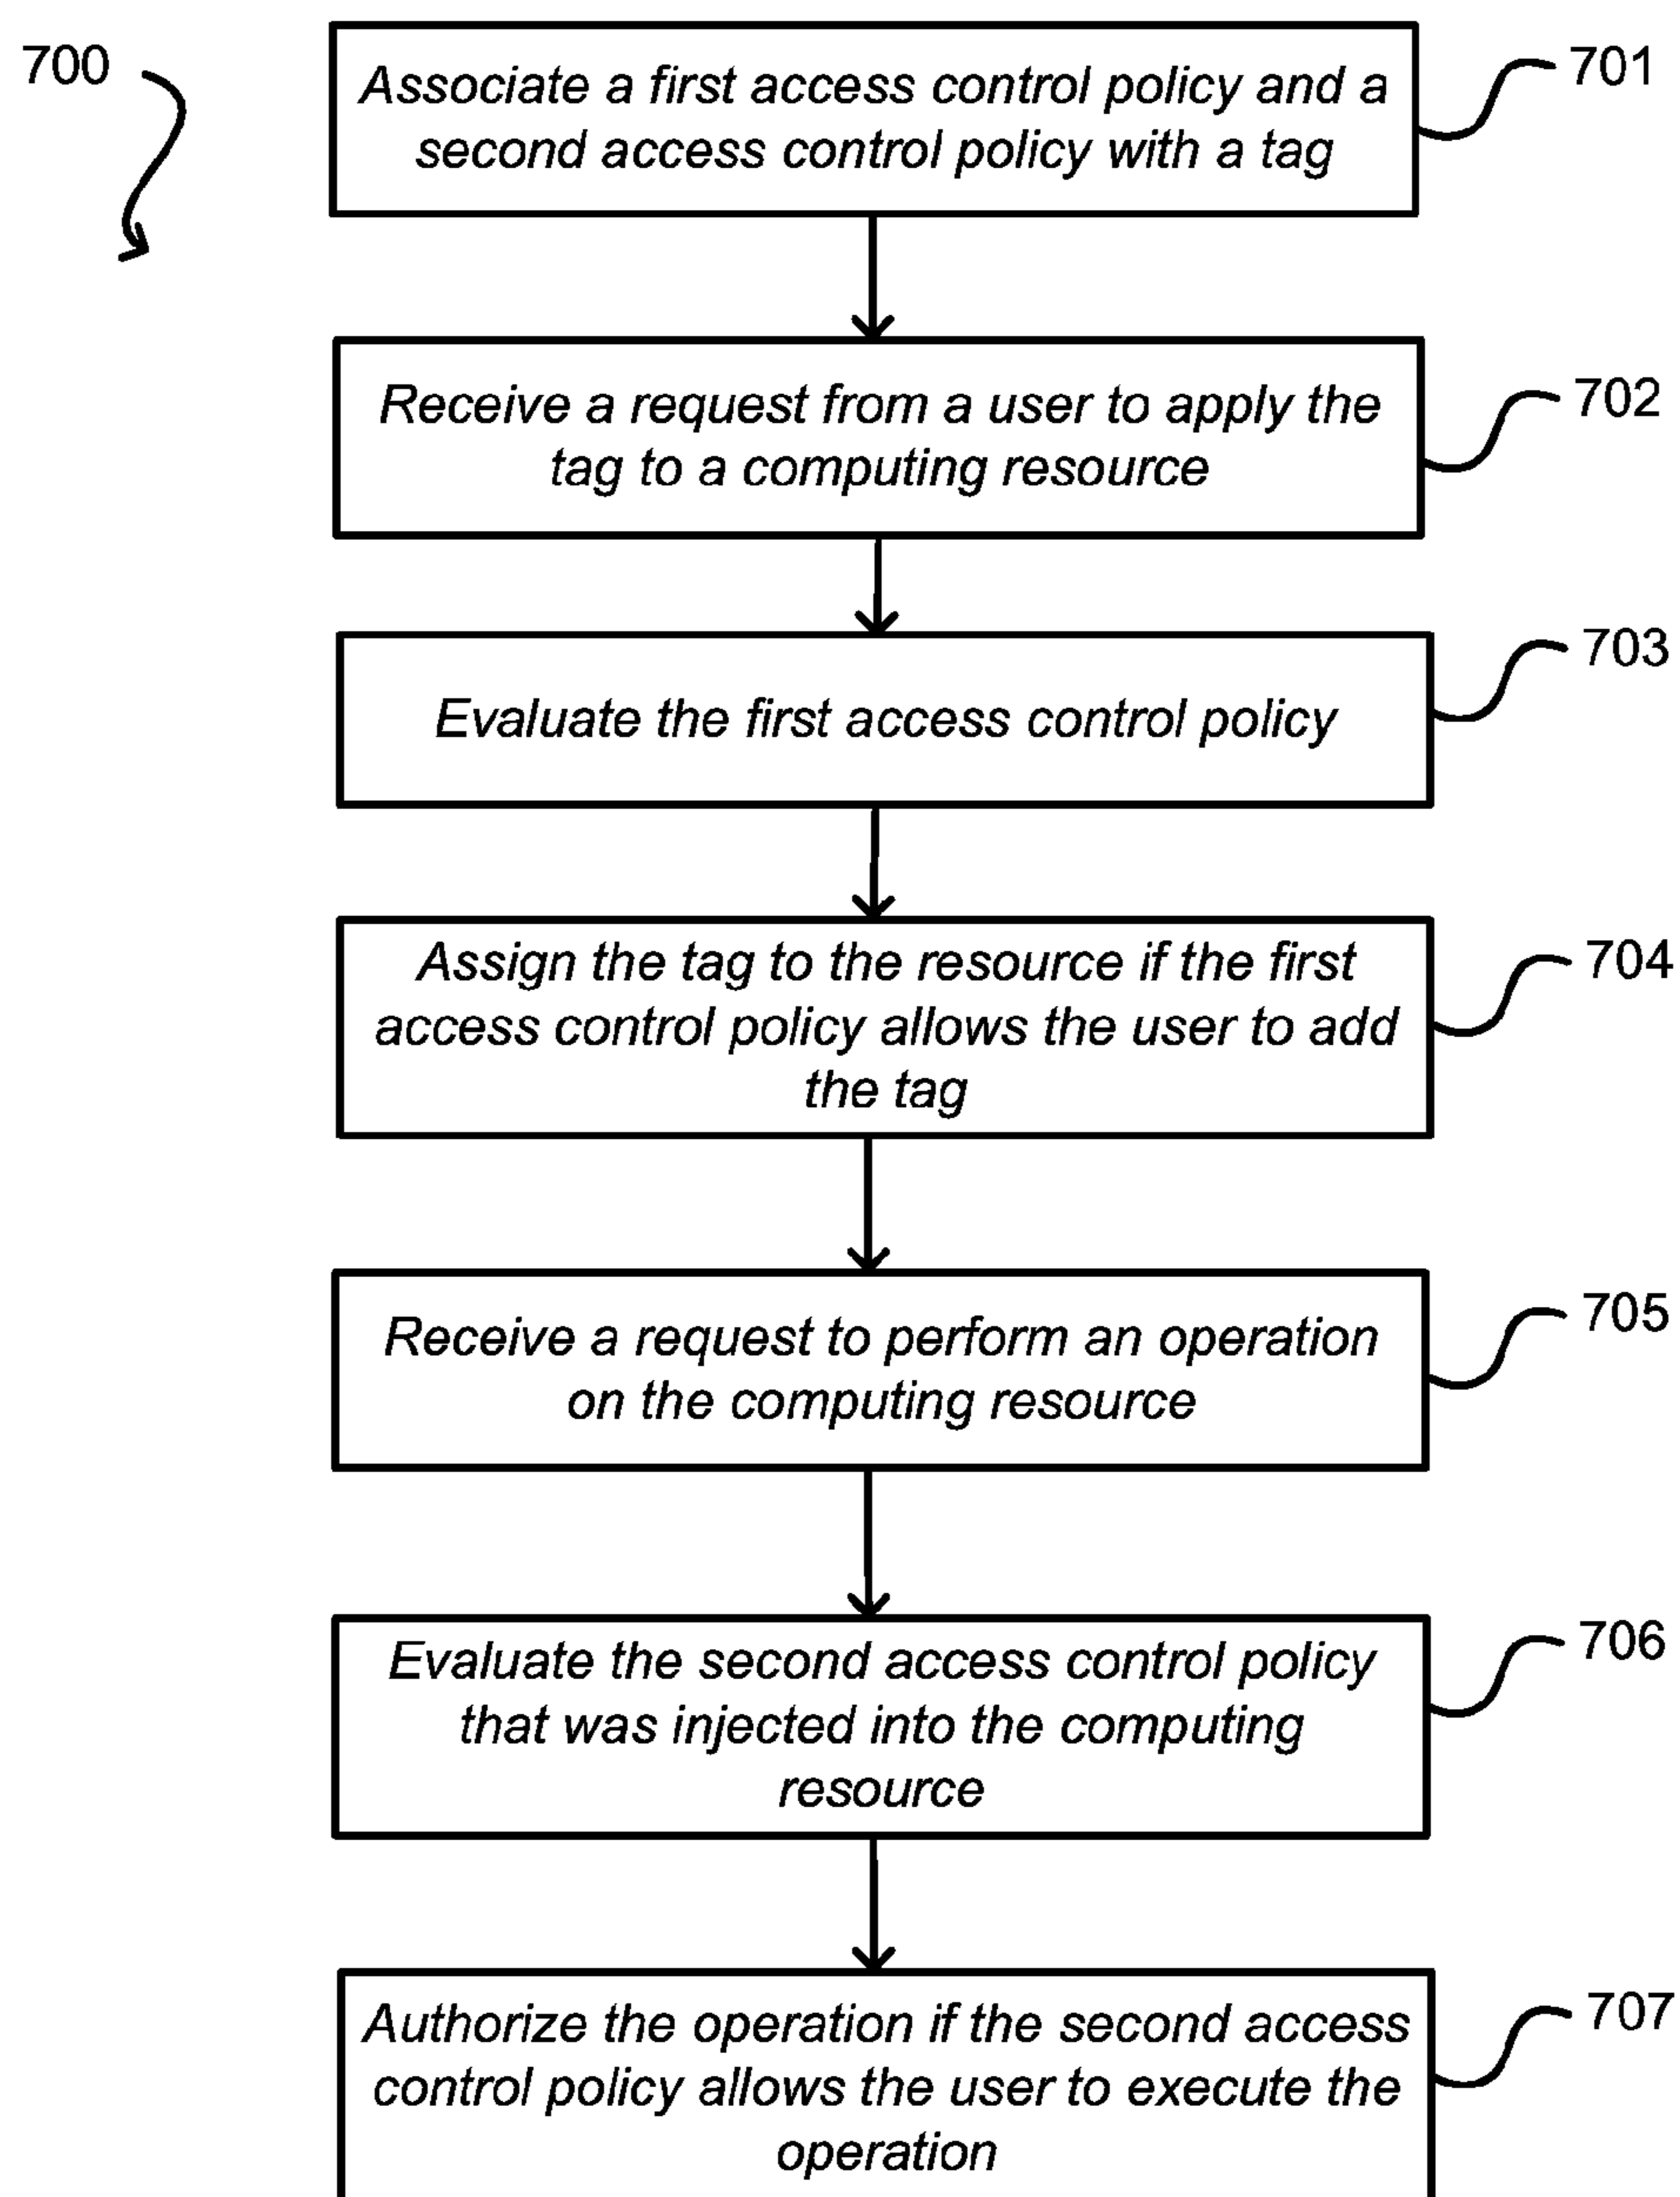 700
Associate a first access control policy and a
second access control policy with a tag
701
Receive a request from a user to apply the
tag to a computing resource
702
Evaluate the first access control policy
703
Assign the tag to the resource if the first
access control policy allows the user to add
the tag
704
Receive a request to perform an operation
on the computing resource
705
Evaluate the second access control policy
that was injected into the computing
resource
706
Authorize the operation if the second access
control policy allows the user to execute the
operation
707